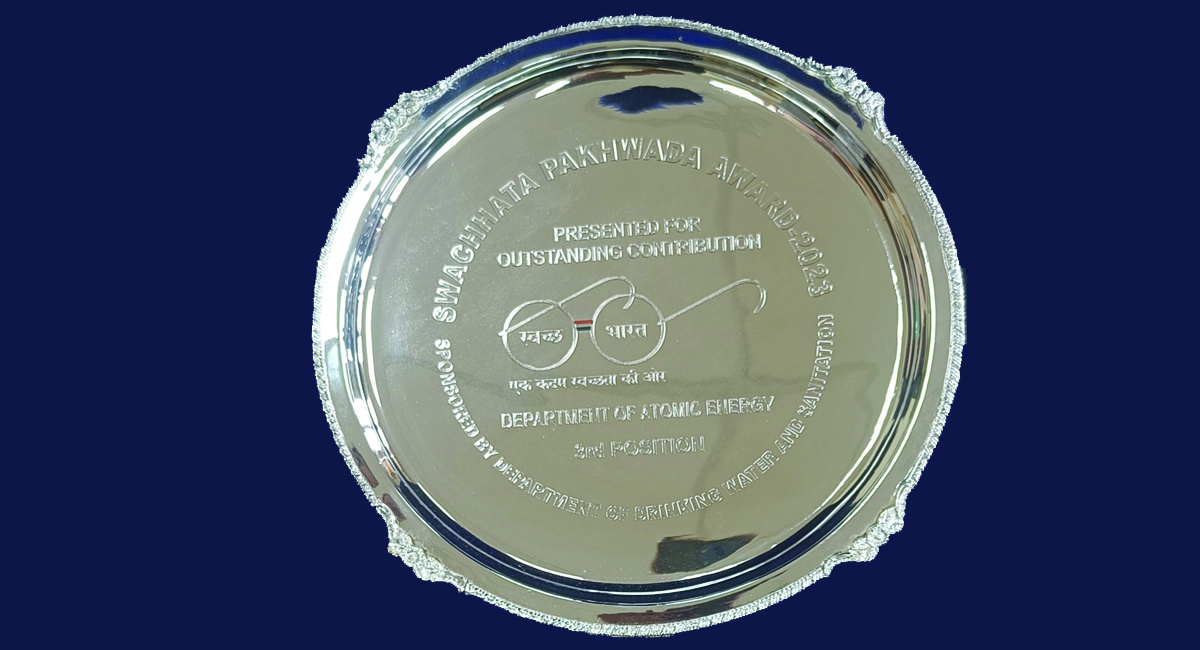 SWACHHATA PAKHWADA AWARD-2023
PRESENTED FOR
OUTSTANDING CONTRIBUTION
स्वच्छ भारत
एक कदम स्वच्छता की ओर
DEPARTMENT OF ATOMIC ENERGY
3rd POSITION
SPONSORED BY DEPARTMENT OF DRINKING WATER AND SANITATION